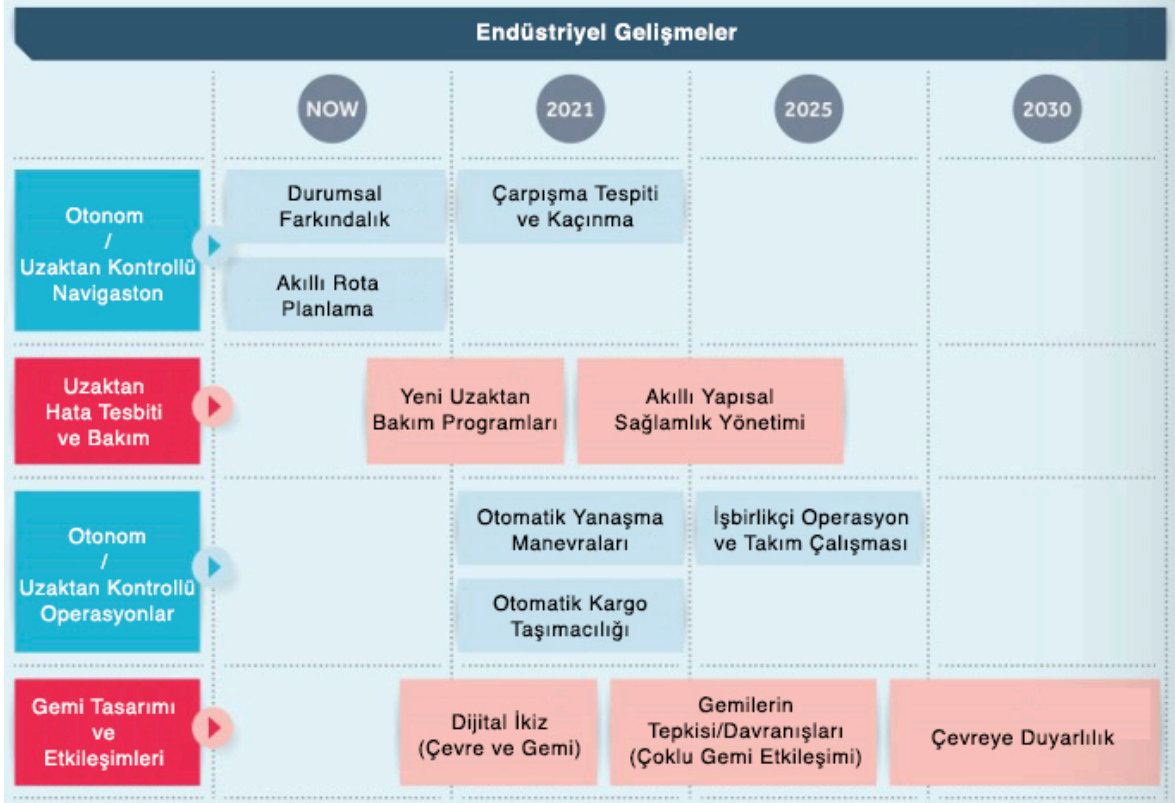 Endüstriyel Gelişmeler
NOW
2021
2025
2030
Otonom
/
Uzaktan Kontrollü
Navigaston
Durumsal
Farkındalık
Akıllı Rota
Planlama
Çarpışma Tespiti
ve Kaçınma
Uzaktan
Hata Tesbiti
ve Bakım
Yeni Uzaktan
Bakım Programları
Akıllı Yapısal
Sağlamlık Yönetimi
Otonom
/
Uzaktan Kontrollü
Operasyonlar
Otomatik Yanaşma
Manevraları
Otomatik Kargo
Taşımacılığı
İşbirlikçi Operasyon
ve Takım Çalışması
Gemi Tasarımı
ve
Etkileşimleri
Dijital İkiz
(Çevre ve Gemi)
Gemilerin
Tepkisi/Davranışları
(Çoklu Gemi Etkileşimi)
Çevreye Duyarlılık